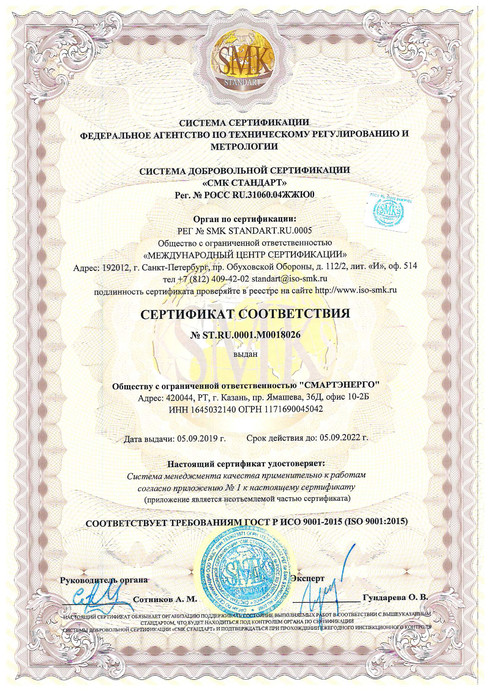 SMK
STANDART
СИСТЕМА СЕРТИФИКАЦИИ
ФЕДЕРАЛЬНОЕ АГЕНТСТВО ПО ТЕХНИЧЕСКОМУ РЕГУЛИРОВАНИЮ И
МЕТРОЛОГИИ
СИСТЕМА ДОБРОВОЛЬНОЙ СЕРТИФИКАЦИИ
«СМК СТАНДАРТ»
Рег. № РОСС RU.31060.04ЖЖЮ0
Орган по сертификации:
РЕГ № SMK STANDART.RU.0005
Общество с ограниченной ответственностью
«МЕЖДУНАРОДНЫЙ ЦЕНТР СЕРТИФИКАЦИИ»
Адрес: 192012, г. Санкт-Петербург, пр. Обуховской Обороны, д. 112/2, лит. «И», оф. 514
тел +7 (812) 409-42-02 standart@iso-smk.ru
подлинность сертификата проверяйте в реестре на сайте http://www.iso-smk.ru
СЕРТИФИКАТ СООТВЕТСТВИЯ
№ ST.RU.0001.M0018026
выдан
Обществу с ограниченной ответственностью "СМАРТЭНЕРГО"
Адрес: 420044, РТ, г. Казань, пр. Ямашева, 36Д, офис 10-2Б
ИНН 1645032140 ОГРН 1171690045042
Дата выдачи: 05.09.2019 г. Срок действия до: 05.09.2022 г.
Настоящий сертификат удостоверяет:
Система менеджмента качества применительно к работам
согласно приложению № 1 к настоящему сертификату
(приложение является неотъемлемой частью сертификата)
СООТВЕТСТВУЕТ ТРЕБОВАНИЯМ ГОСТ Р ИСО 9001-2015 (ISO 9001:2015)
SMK
Руководитель органа Эксперт
Сотников А. М. Гундарева О. В.
НАСТОЯЩИЙ СЕРТИФИКАТ ОБЯЗЫВАЕТ ОРГАНИЗАЦИЮ ПОДДЕРЖИВАТЬ СОСТОЯНИЕ ВЫПОЛНЯЕМЫХ РАБОТ В СООТВЕТСТВИИ С ВЫШЕУКАЗАННЫМ
СТАНДАРТОМ, ЧТО БУДЕТ НАХОДИТЬСЯ ПОД КОНТРОЛЕМ ОРГАНА ПО СЕРТИФИКАЦИИ
СИСТЕМЫ ДОБРОВОЛЬНОЙ СЕРТИФИКАЦИИ «СМК СТАНДАРТ» И ПОДТВЕРЖДАТЬСЯ ПРИ ПРОХОЖДЕНИИ ЕЖЕГОДНОГО ИНСПЕКЦИОННОГО КОНТРОЛЯ